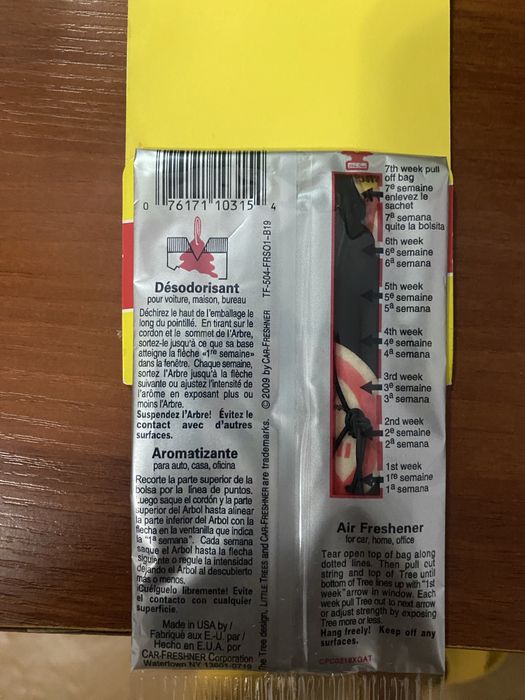 0 76171 10315 4
Désodorisant
pour voiture, maison, bureau
Déchirez le haut de l'emballage le
long du pointillé. En tirant sur le
cordon et le sommet de l'Arbre,
sortez-le jusqu'à ce que sa base
atteigne la flèche «1re semaine»
dans la fenêtre. Chaque semaine,
sortez l'Arbre jusqu'à la flèche
suivante ou ajustez l'intensité de
l'arôme en exposant plus ou
moins l'Arbre.
Suspendez l'Arbre! Évitez le
contact avec d'autres
surfaces.
Aromatizante
para auto, casa, oficina
Recorte la parte superior de la
bolsa por la línea de puntos.
Luego saque el cordón y la parte
superior del Arbol hasta alinear
la parte inferior del Arbol con la
flecha en la ventanilla que indica
la "1ª semana". Cada semana
saque el Arbol hasta la flecha
siguiente o regule la intensidad
dejando el Arbol al descubierto
más o menos.
¡Cuélguelo libremente! Evite
el contacto con cualquier
superficie.
Made in USA by /
Fabriqué aux E.-U. par /
Hecho en E.U.A. por
CAR-FRESHNER Corporation
Watertown NY 13601-0719
The Tree design, LITTLE TREES and CAR-FRESHNER are trademarks. © 2009 by CAR-FRESHNER TF-504-FRSO1-B19
7th week pull
off bag
7e semaine
enlevez le
sachet
7ª semana
quite la bolsita
6th week
6e semaine
6ª semana
5th week
5e semaine
5ª semana
4th week
4e semaine
4ª semana
3rd week
3e semaine
3ª semana
2nd week
2e semaine
2ª semana
1st week
1re semaine
1ª semana
Air Freshener
for car, home, office
Tear open top of bag along
dotted lines. Then pull cut
string and top of Tree until
bottom of Tree lines up with "1st
week" arrow in window. Each
week pull Tree out to next arrow
or adjust strength by exposing
Tree more or less.
Hang freely! Keep off any
surfaces.
CPC0218XGAT